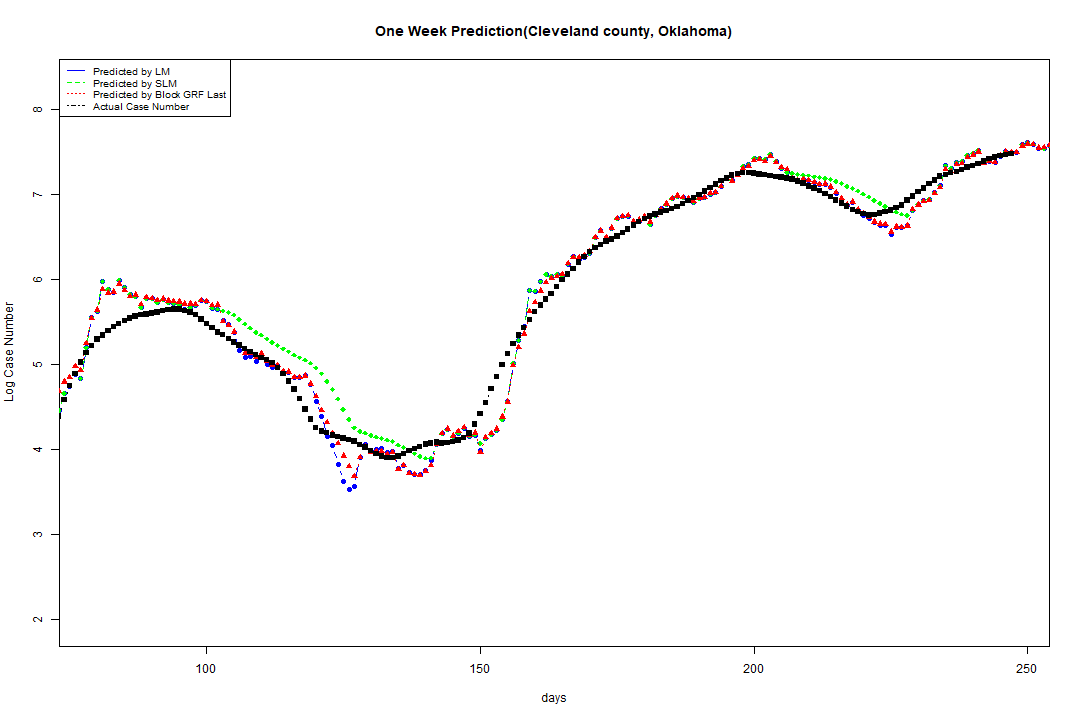 One Week Prediction(Cleveland county, Oklahoma)
Predicted by LM
Predicted by SLM
Predicted by Block GRF Last
Actual Case Number
8
7
6
5
4
3
2
Log Case Number
100 150 200 250
days